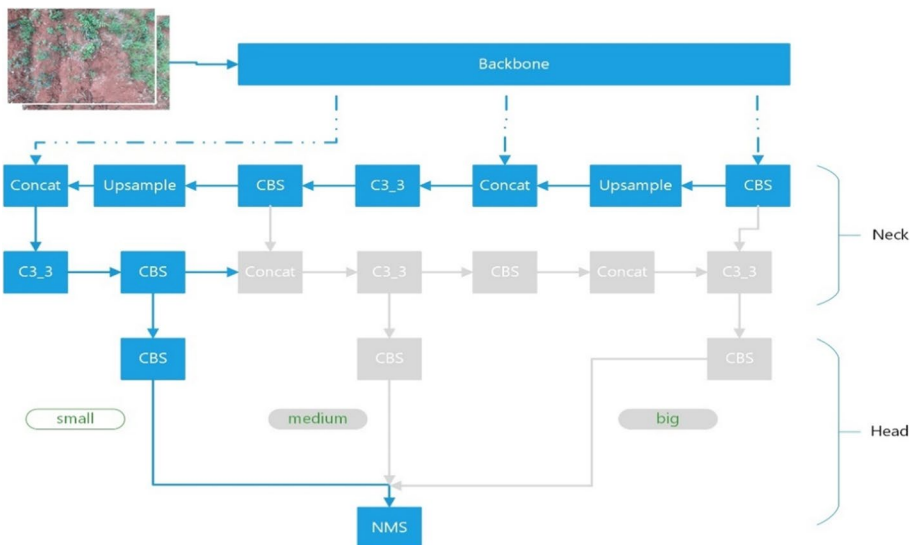 Backbone
Concat
Upsample
CBS
C3_3
Concat
Upsample
CBS
Neck
C3_3
CBS
Concat
C3_3
CBS
Concat
C3_3
CBS
CBS
CBS
small
medium
big
Head
NMS